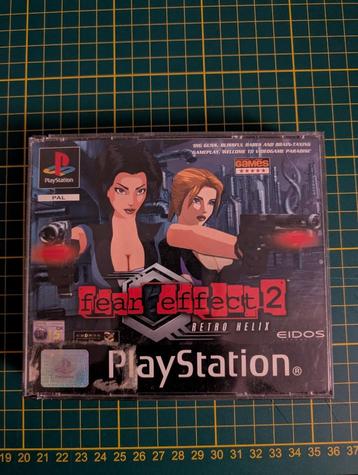 BIG GUNS, BLISSFUL BABES AND BRAIN-TAXING
GAMEPLAY. WELCOME TO VIDEOGAME PARADISE
GAMES
PlayStation
PAL
fear effect 2
RETRO HELIX
EIDOS
PlayStation®
19 20 21 22 23 24 25 26 27 28 29 30 31 32 33 34 35 36 37